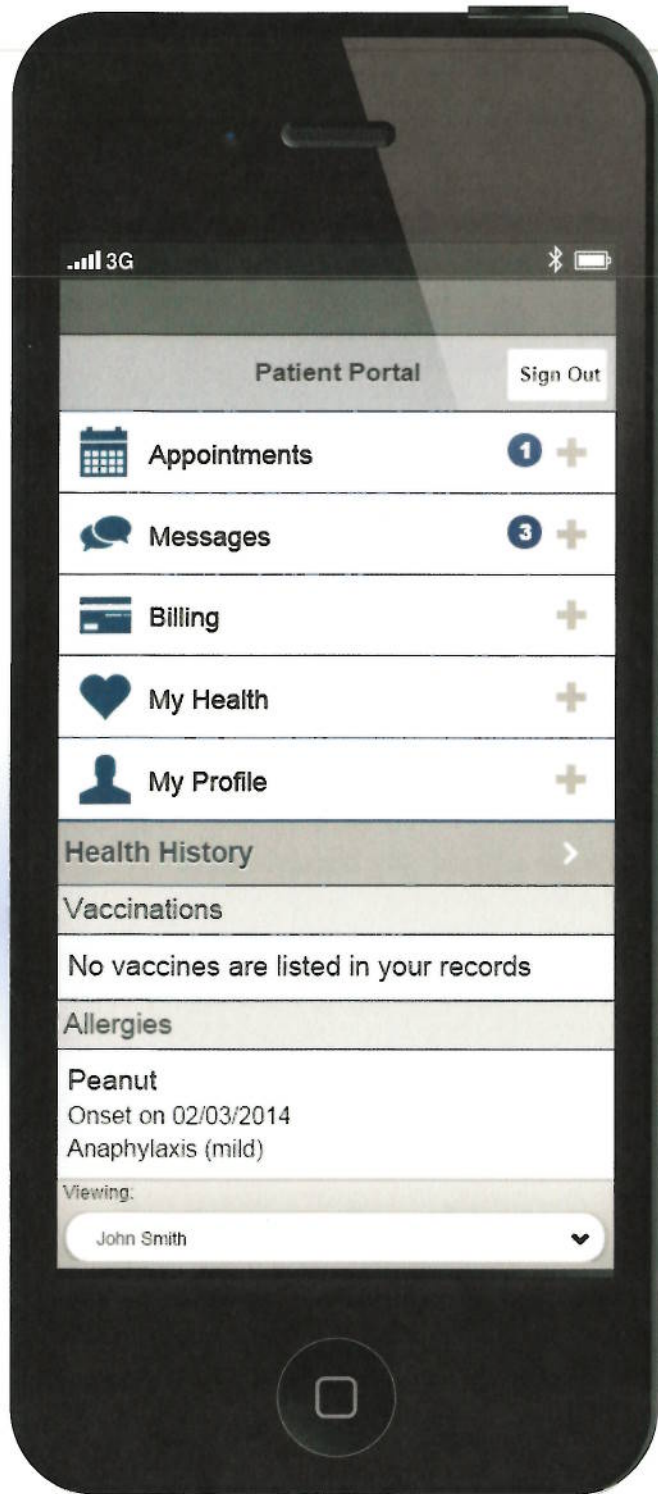 3G
Patient Portal
Sign Out
Appointments 1
Messages 3
Billing
My Health
My Profile
Health History
Vaccinations
No vaccines are listed in your records
Allergies
Peanut
Onset on 02/03/2014
Anaphylaxis (mild)
Viewing:
John Smith